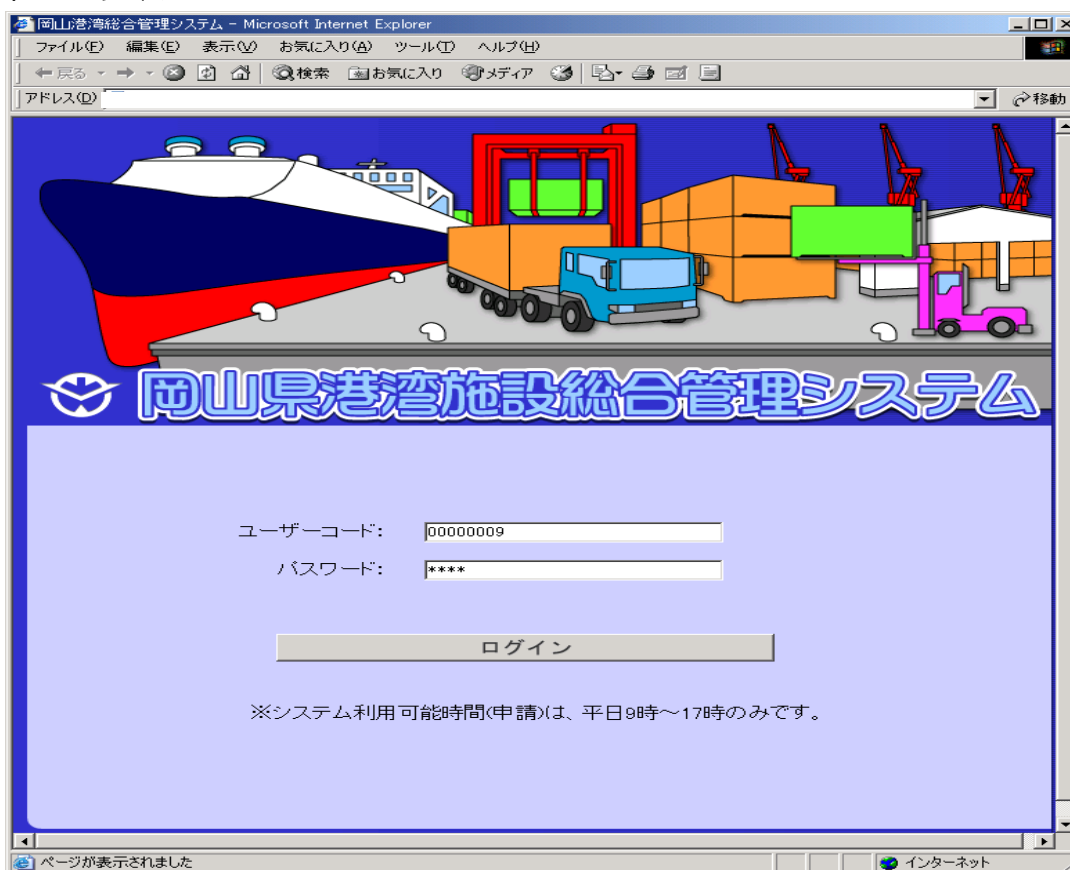 岡山港湾総合管理システム - Microsoft Internet Explorer
ファイル(F) 編集(E) 表示(V) お気に入り(A) ツール(T) ヘルプ(H)
戻る 検索 お気に入り メディア
アドレス(D) 移動
岡山県港湾施設総合管理システム
ユーザーコード: 00000009
パスワード: ****
ログイン
※システム利用可能時間(申請)は、平日9時～17時のみです。
ページが表示されました インターネット